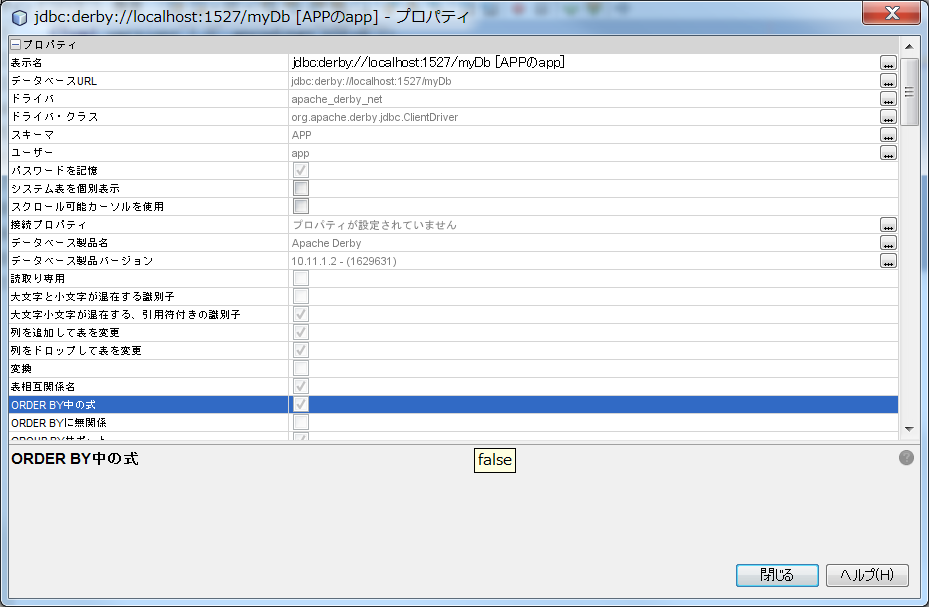 jdbc:derby://localhost:1527/myDb [APPのapp] - プロパティ
プロパティ
表示名 jdbc:derby://localhost:1527/myDb [APPのapp]
データベースURL jdbc:derby://localhost:1527/myDb
ドライバ apache_derby_net
ドライバ・クラス org.apache.derby.jdbc.ClientDriver
スキーマ APP
ユーザー app
パスワードを記憶
システム表を個別表示
スクロール可能カーソルを使用
接続プロパティ プロパティが設定されていません
データベース製品名 Apache Derby
データベース製品バージョン 10.11.1.2 - (1629631)
読取り専用
大文字と小文字が混在する識別子
大文字小文字が混在する、引用符付きの識別子
列を追加して表を変更
列をドロップして表を変更
変換
表相互関係名
ORDER BY中の式
ORDER BYに無関係
GROUP BYサポート
ORDER BY中の式
false
閉じる ヘルプ(H)